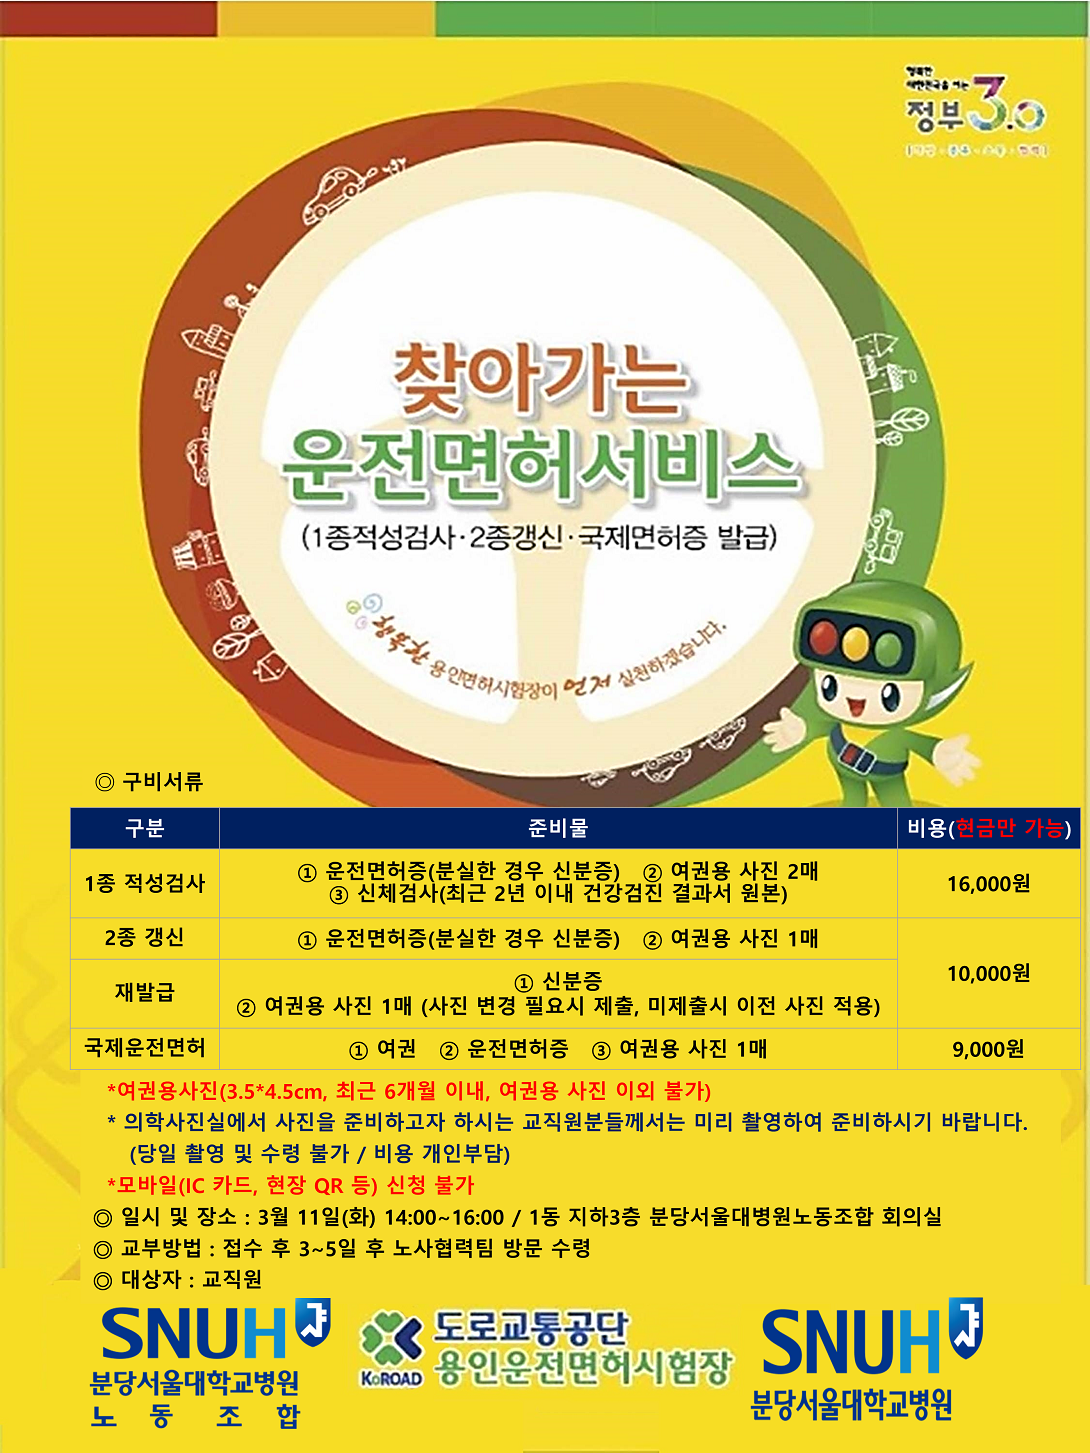 행복한
대한민국을 여는
정부3.0
찾아가는
운전면허서비스
(1종적성검사·2종갱신·국제면허증 발급)
행복한 용인면허시험장이 먼저 실천하겠습니다.
◎ 구비서류
구분 준비물 비용(현금만 가능)
1종 적성검사 ① 운전면허증(분실한 경우 신분증) ② 여권용 사진 2매
③ 신체검사(최근 2년 이내 건강검진 결과서 원본) 16,000원
2종 갱신 ① 운전면허증(분실한 경우 신분증) ② 여권용 사진 1매 10,000원
재발급 ① 신분증
② 여권용 사진 1매 (사진 변경 필요시 제출, 미제출시 이전 사진 적용)
국제운전면허 ① 여권 ② 운전면허증 ③ 여권용 사진 1매 9,000원
*여권용사진(3.5*4.5cm, 최근 6개월 이내, 여권용 사진 이외 불가)
* 의학사진실에서 사진을 준비하고자 하시는 교직원분들께서는 미리 촬영하여 준비하시기 바랍니다.
(당일 촬영 및 수령 불가 / 비용 개인부담)
*모바일(IC 카드, 현장 QR 등) 신청 불가
◎ 일시 및 장소 : 3월 11일(화) 14:00~16:00 / 1동 지하3층 분당서울대병원노동조합 회의실
◎ 교부방법 : 접수 후 3~5일 후 노사협력팀 방문 수령
◎ 대상자 : 교직원
SNUH
분당서울대학교병원
노 동 조 합
KoROAD
도로교통공단
용인운전면허시험장
SNUH
분당서울대학교병원